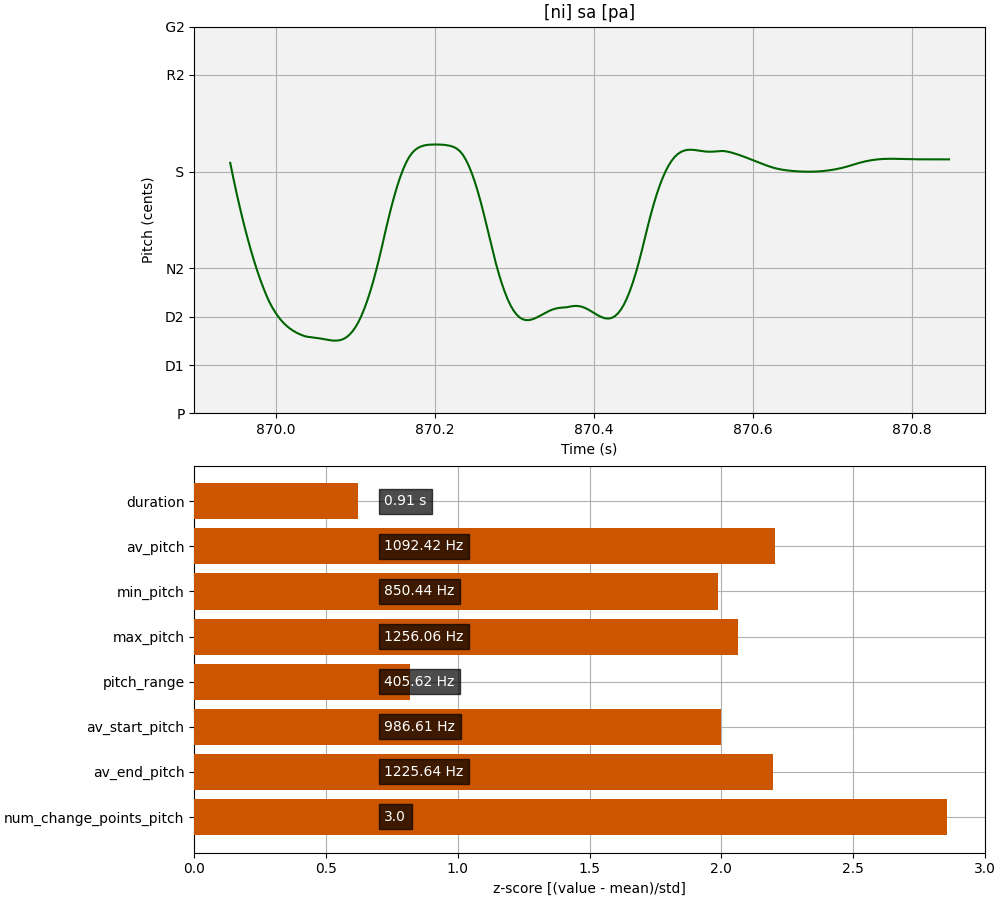 [ni] sa [pa]
G2
R2
S
N2
D2
D1
P
Pitch (cents)
870.0 870.2 870.4 870.6 870.8
Time (s)
duration 0.91 s
av_pitch 1092.42 Hz
min_pitch 850.44 Hz
max_pitch 1256.06 Hz
pitch_range 405.62 Hz
av_start_pitch 986.61 Hz
av_end_pitch 1225.64 Hz
num_change_points_pitch 3.0
0.0 0.5 1.0 1.5 2.0 2.5 3.0
z-score [(value - mean)/std]